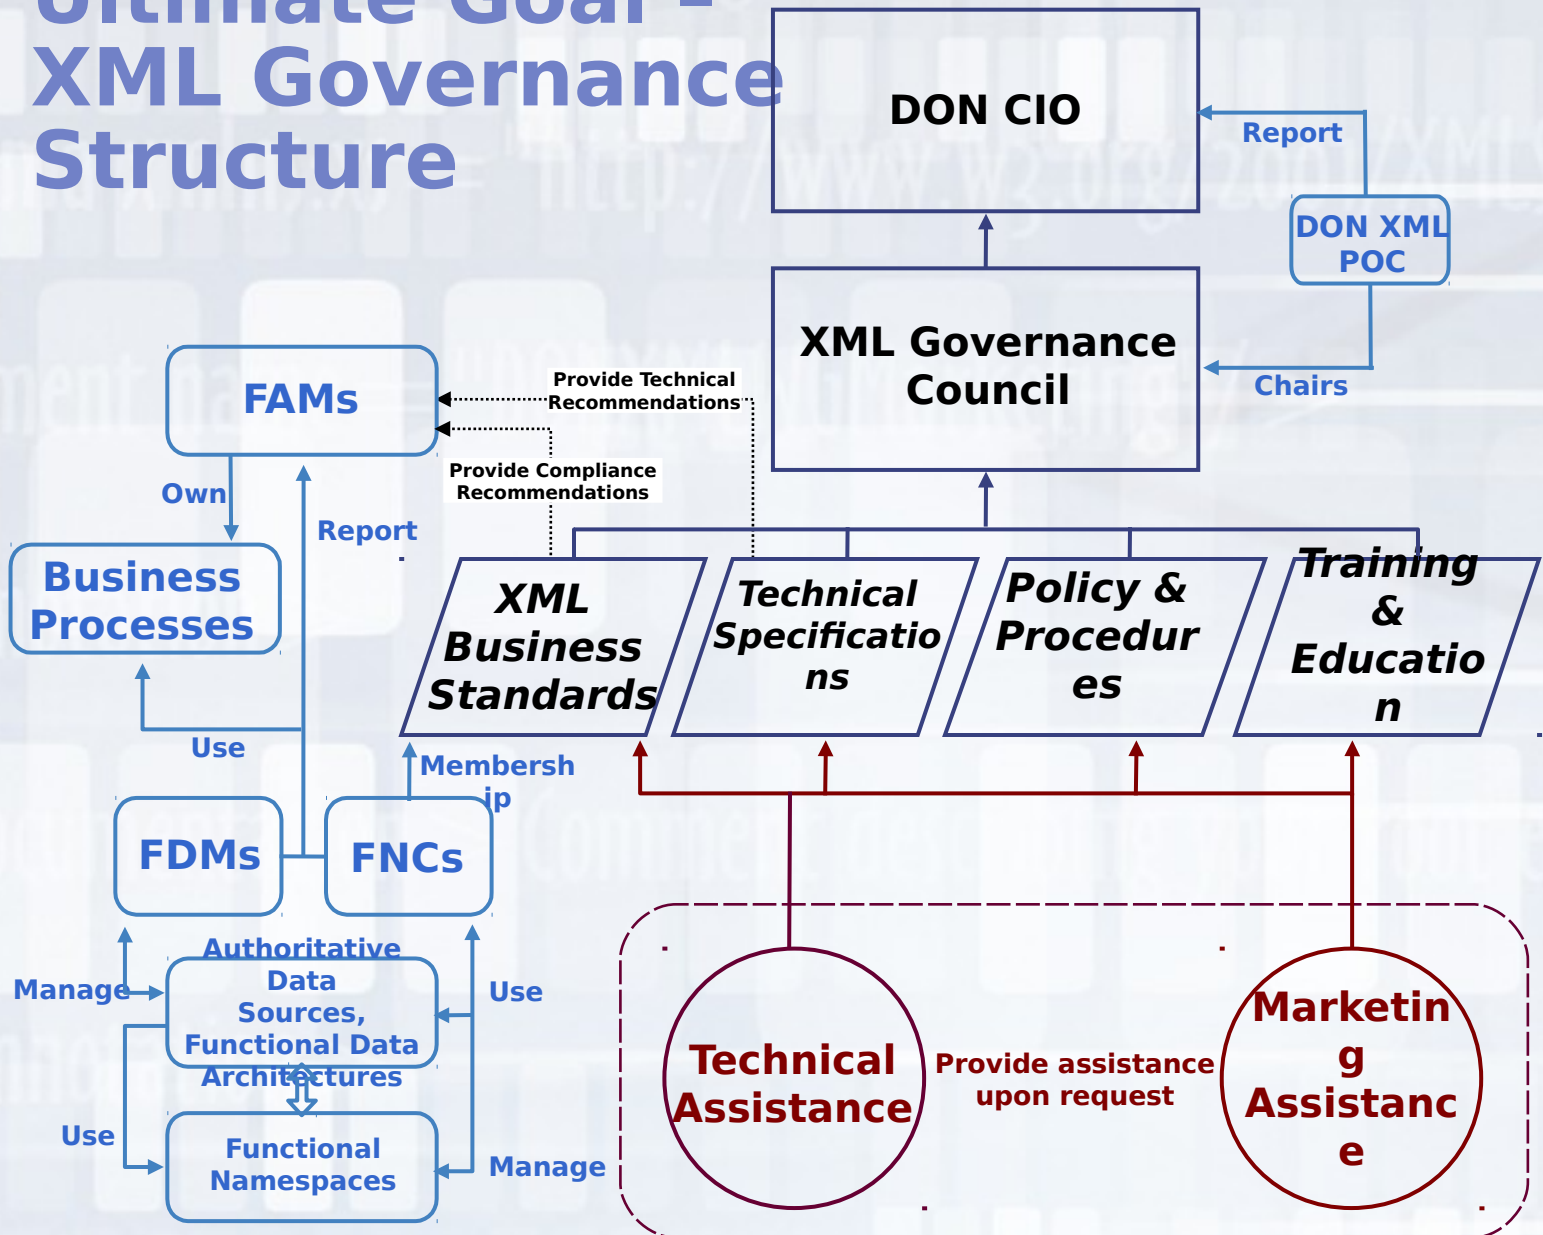 Ultimate Goal –
XML Governance
Structure
DON CIO
Report
DON XML
POC
XML Governance
Council
Chairs
FAMs
Provide Technical
Recommendations
Provide Compliance
Recommendations
Own
Report
Business
Processes
XML
Business
Standards
Technical
Specificatio
ns
Policy &
Procedur
es
Training
&
Educatio
n
Use
Membersh
ip
FDMs
FNCs
Authoritative
Data
Sources,
Functional Data
Architectures
Manage
Use
Use
Functional
Namespaces
Manage
Technical
Assistance
Provide assistance
upon request
Marketin
g
Assistanc
e